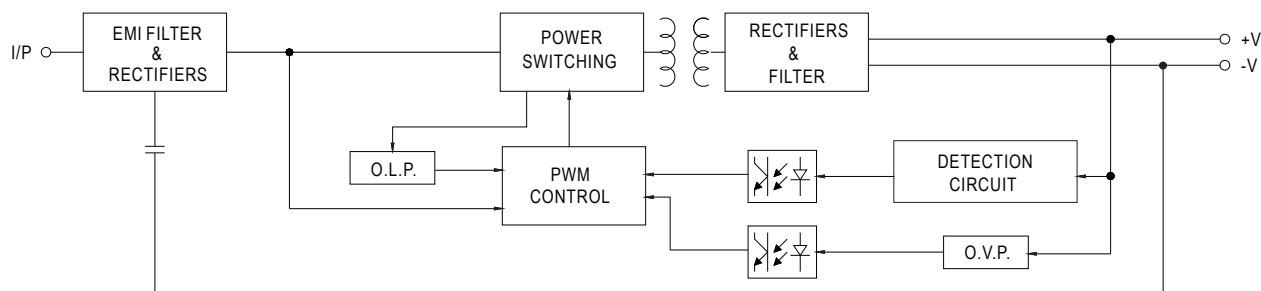 I/P
EMI FILTER
&
RECTIFIERS
POWER
SWITCHING
RECTIFIERS
&
FILTER
+V
-V
O.L.P.
PWM
CONTROL
DETECTION
CIRCUIT
O.V.P.